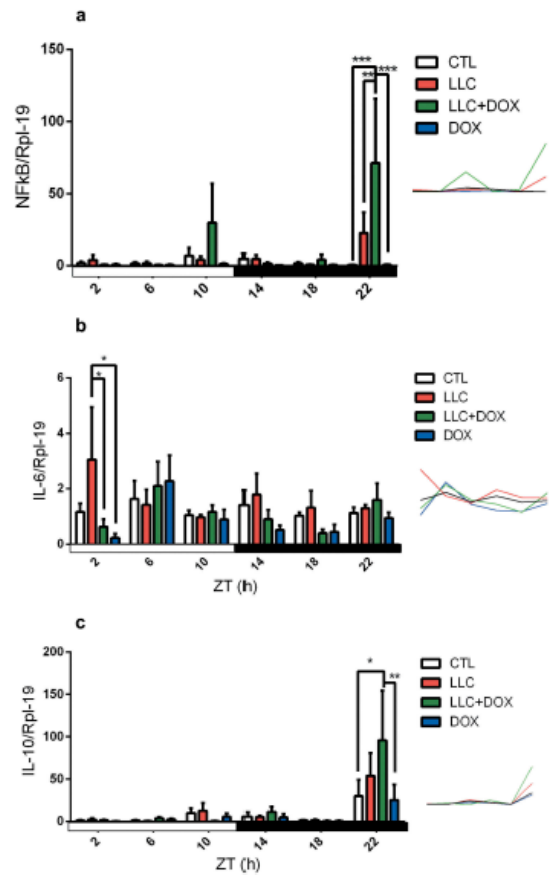 a
150
100
50
0
NFkB/Rpl-19
***
**
***
CTL
LLC
LLC+DOX
DOX
2 6 10 14 18 22
b
6
4
2
0
IL-6/Rpl-19
*
*
CTL
LLC
LLC+DOX
DOX
2 6 10 14 18 22
ZT (h)
c
200
150
100
50
0
IL-10/Rpl-19
*
**
CTL
LLC
LLC+DOX
DOX
2 6 10 14 18 22
ZT (h)